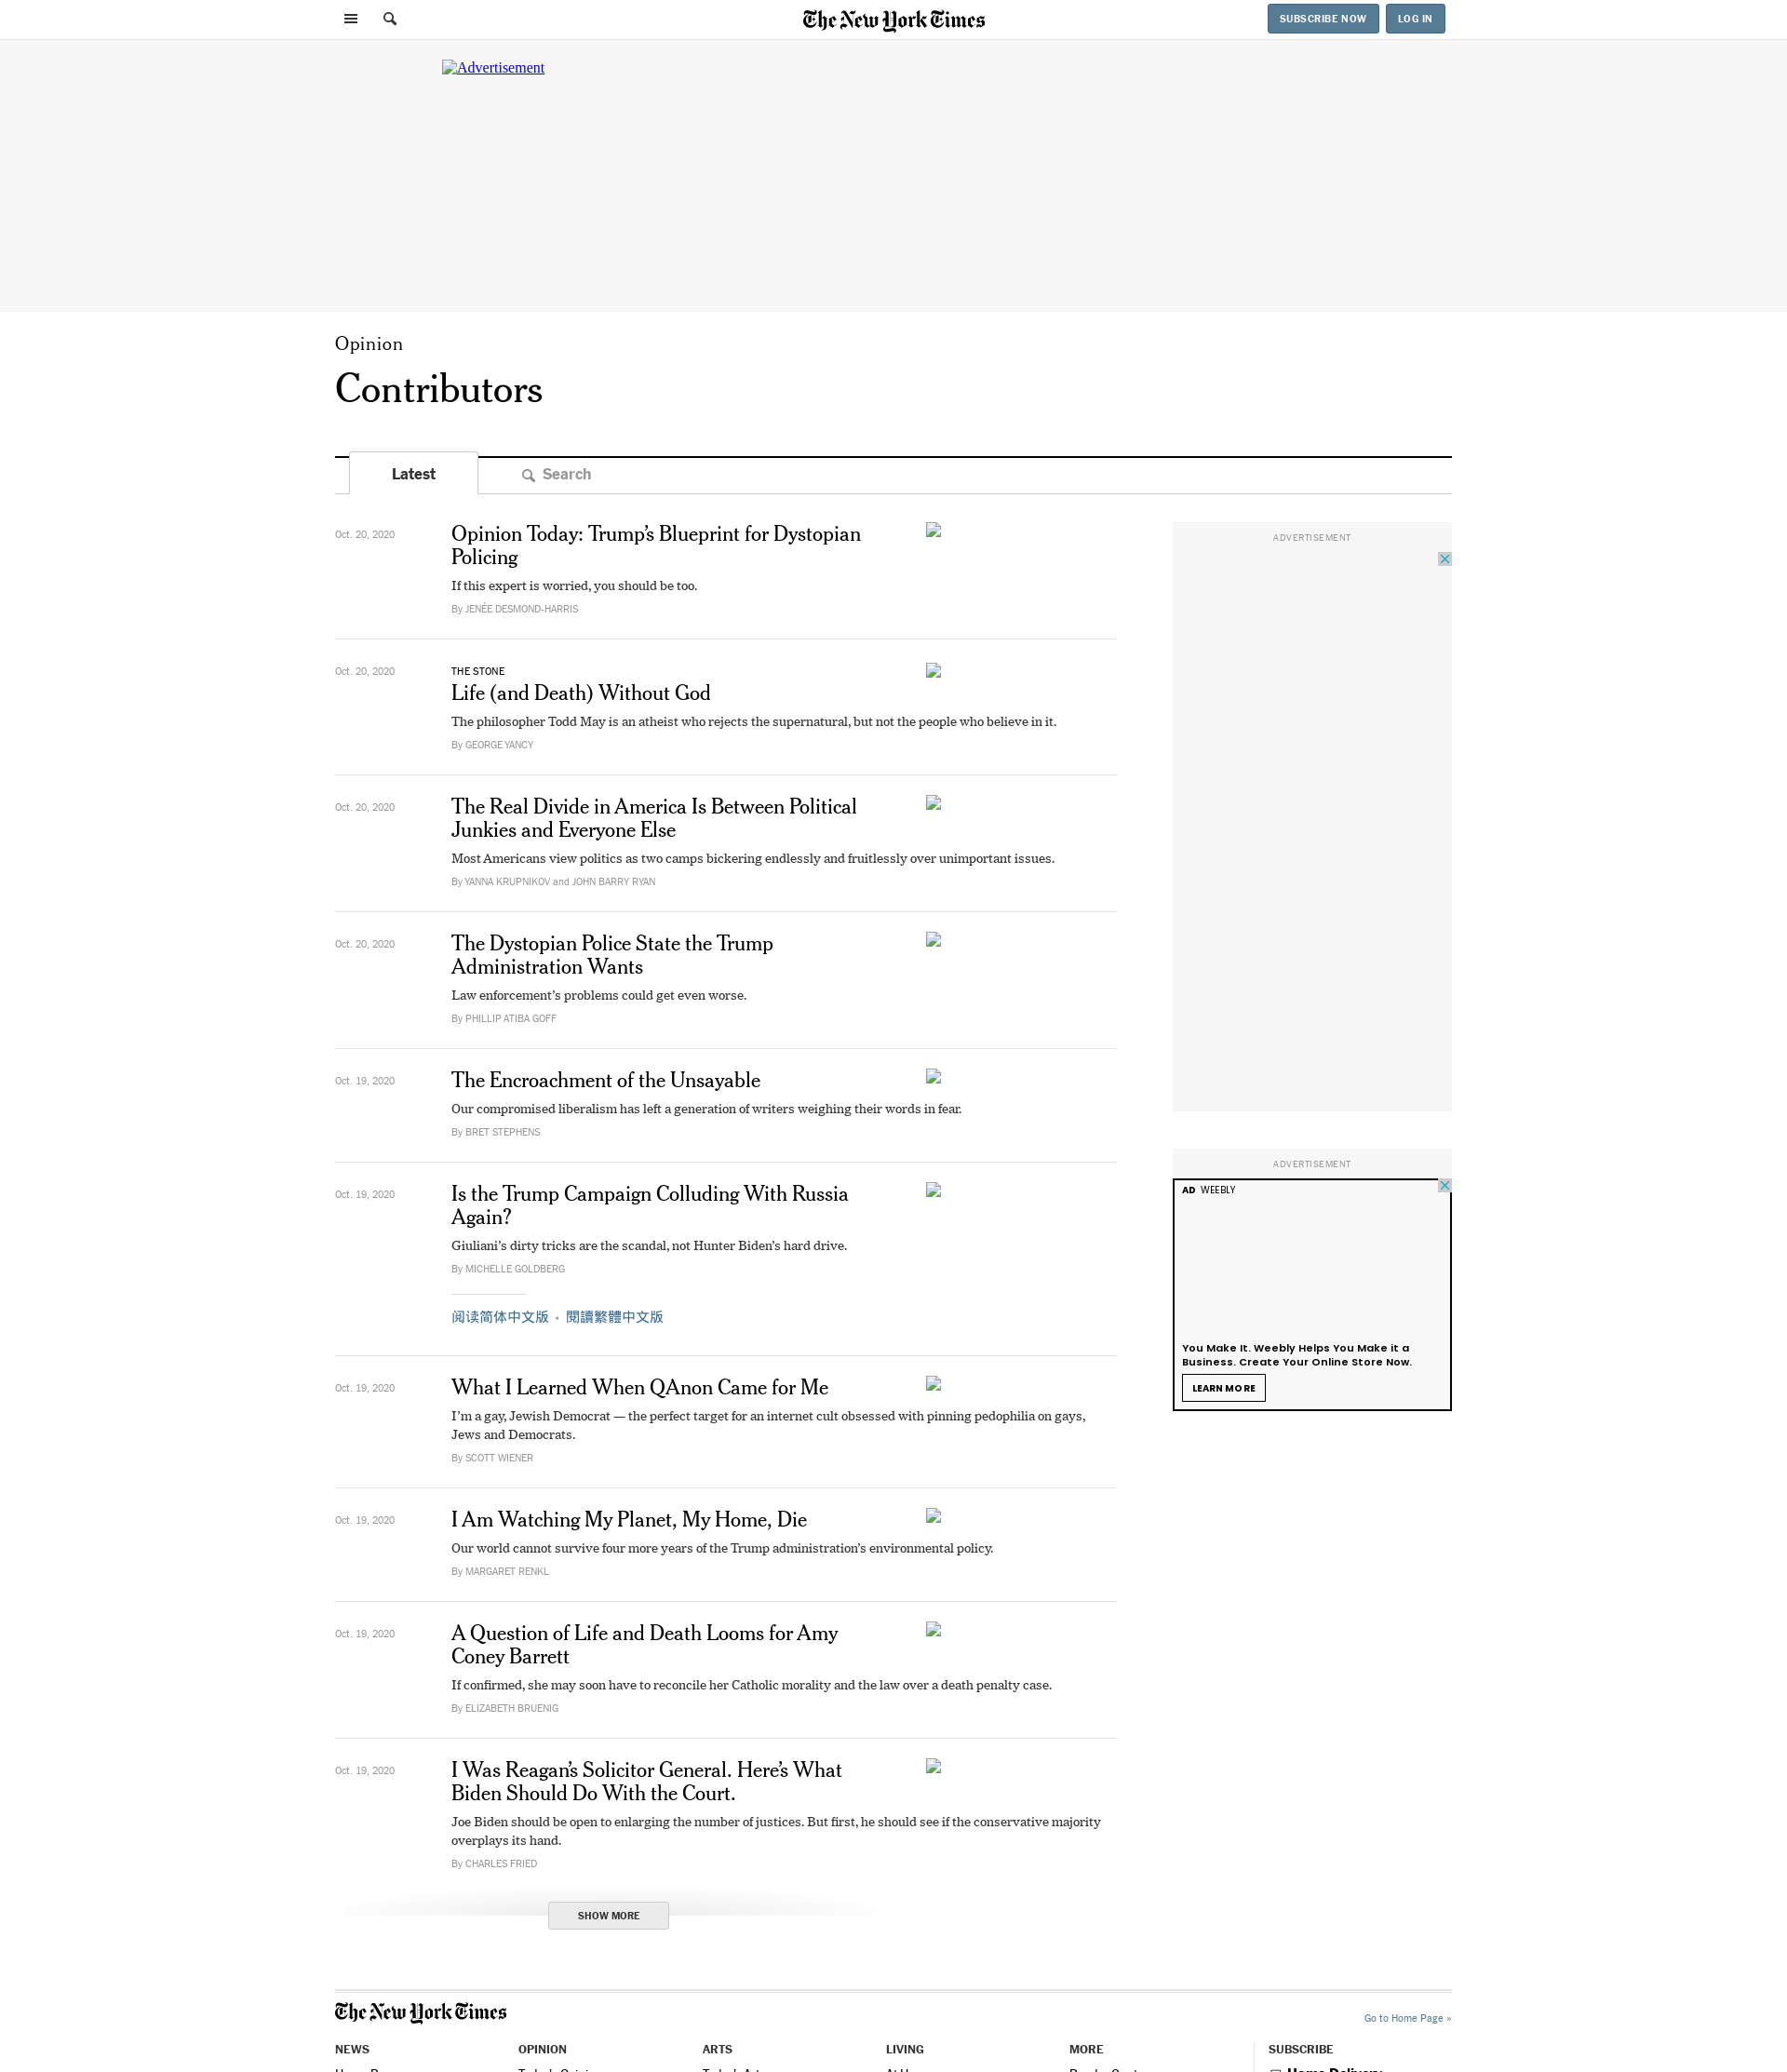 The New York Times
SUBSCRIBE NOW
LOG IN
Advertisement
Opinion
Contributors
Latest
Search
Oct. 20, 2020
Opinion Today: Trump’s Blueprint for Dystopian
Policing
If this expert is worried, you should be too.
By JENÉE DESMOND-HARRIS
Oct. 20, 2020
THE STONE
Life (and Death) Without God
The philosopher Todd May is an atheist who rejects the supernatural, but not the people who believe in it.
By GEORGE YANCY
Oct. 20, 2020
The Real Divide in America Is Between Political
Junkies and Everyone Else
Most Americans view politics as two camps bickering endlessly and fruitlessly over unimportant issues.
By YANNA KRUPNIKOV and JOHN BARRY RYAN
Oct. 20, 2020
The Dystopian Police State the Trump
Administration Wants
Law enforcement’s problems could get even worse.
By PHILLIP ATIBA GOFF
Oct. 19, 2020
The Encroachment of the Unsayable
Our compromised liberalism has left a generation of writers weighing their words in fear.
By BRET STEPHENS
Oct. 19, 2020
Is the Trump Campaign Colluding With Russia
Again?
Giuliani’s dirty tricks are the scandal, not Hunter Biden’s hard drive.
By MICHELLE GOLDBERG
阅读简体中文版 • 閱讀繁體中文版
Oct. 19, 2020
What I Learned When QAnon Came for Me
I’m a gay, Jewish Democrat — the perfect target for an internet cult obsessed with pinning pedophilia on gays,
Jews and Democrats.
By SCOTT WIENER
Oct. 19, 2020
I Am Watching My Planet, My Home, Die
Our world cannot survive four more years of the Trump administration’s environmental policy.
By MARGARET RENKL
Oct. 19, 2020
A Question of Life and Death Looms for Amy
Coney Barrett
If confirmed, she may soon have to reconcile her Catholic morality and the law over a death penalty case.
By ELIZABETH BRUENIG
Oct. 19, 2020
I Was Reagan’s Solicitor General. Here’s What
Biden Should Do With the Court.
Joe Biden should be open to enlarging the number of justices. But first, he should see if the conservative majority
overplays its hand.
By CHARLES FRIED
SHOW MORE
ADVERTISEMENT
ADVERTISEMENT
AD WEEBLY
You Make It. Weebly Helps You Make it a
Business. Create Your Online Store Now.
LEARN MORE
The New York Times
Go to Home Page »
NEWS
OPINION
ARTS
LIVING
MORE
SUBSCRIBE